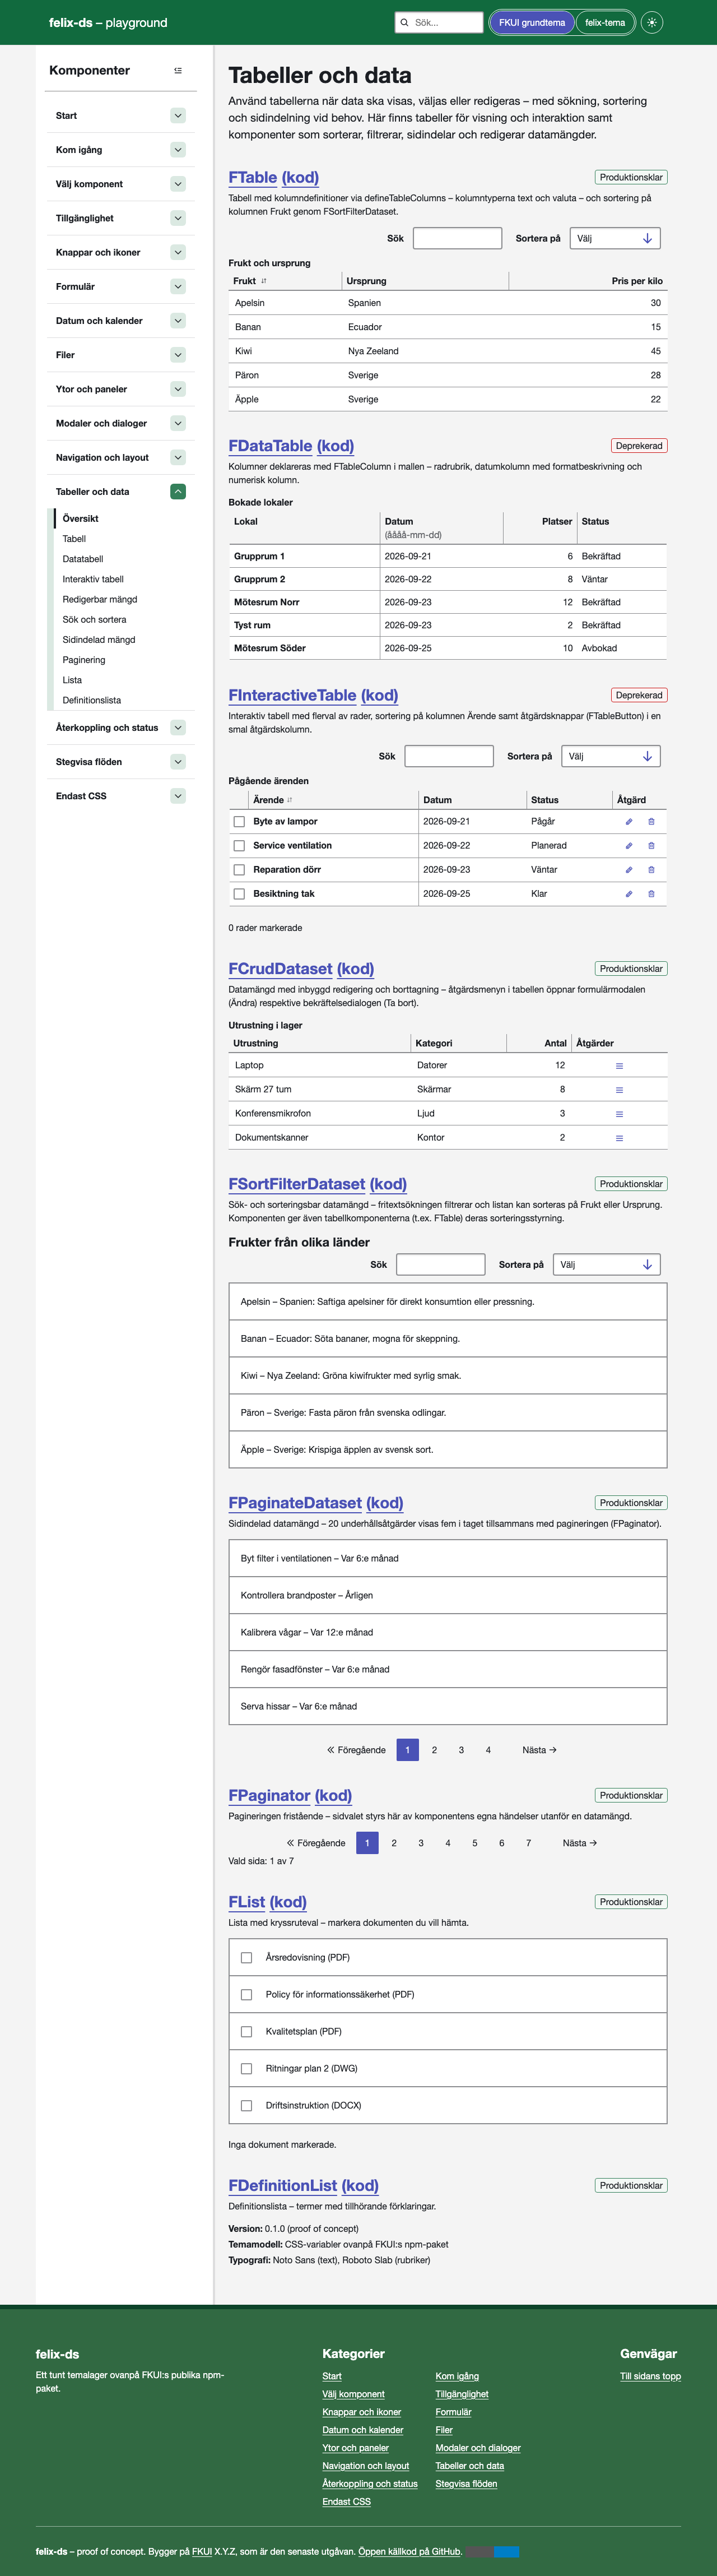 felix-ds – playground
Sök...
FKUI grundtema
felix-tema
Komponenter
Start
Kom igång
Välj komponent
Tillgänglighet
Knappar och ikoner
Formulär
Datum och kalender
Filer
Ytor och paneler
Modaler och dialoger
Navigation och layout
Tabeller och data
Översikt
Tabell
Datatabell
Interaktiv tabell
Redigerbar mängd
Sök och sortera
Sidindelad mängd
Paginering
Lista
Definitionslista
Återkoppling och status
Stegvisa flöden
Endast CSS
Tabeller och data
Använd tabellerna när data ska visas, väljas eller redigeras – med sökning, sortering
och sidindelning vid behov. Här finns tabeller för visning och interaktion samt
komponenter som sorterar, filtrerar, sidindelar och redigerar datamängder.
FTable (kod)
Produktionsklar
Tabell med kolumndefinitioner via defineTableColumns – kolumntyperna text och valuta – och sortering på
kolumnen Frukt genom FSortFilterDataset.
Sök
Sortera på
Välj
Frukt och ursprung
Frukt Ursprung Pris per kilo
Apelsin Spanien 30
Banan Ecuador 15
Kiwi Nya Zeeland 45
Päron Sverige 28
Äpple Sverige 22
FDataTable (kod)
Deprekerad
Kolumner deklareras med FTableColumn i mallen – radrubrik, datumkolumn med formatbeskrivning och
numerisk kolumn.
Bokade lokaler
Lokal Datum Platser Status
(åååå-mm-dd)
Grupprum 1 2026-09-21 6 Bekräftad
Grupprum 2 2026-09-22 8 Väntar
Mötesrum Norr 2026-09-23 12 Bekräftad
Tyst rum 2026-09-23 2 Bekräftad
Mötesrum Söder 2026-09-25 10 Avbokad
FInteractiveTable (kod)
Deprekerad
Interaktiv tabell med flerval av rader, sortering på kolumnen Ärende samt åtgärdsknappar (FTableButton) i en
smal åtgärdskolumn.
Sök
Sortera på
Välj
Pågående ärenden
Ärende Datum Status Åtgärd
Byte av lampor 2026-09-21 Pågår
Service ventilation 2026-09-22 Planerad
Reparation dörr 2026-09-23 Väntar
Besiktning tak 2026-09-25 Klar
0 rader markerade
FCrudDataset (kod)
Produktionsklar
Datamängd med inbyggd redigering och borttagning – åtgärdsmenyn i tabellen öppnar formulärmodalen
(Ändra) respektive bekräftelsedialogen (Ta bort).
Utrustning i lager
Utrustning Kategori Antal Åtgärder
Laptop Datorer 12
Skärm 27 tum Skärmar 8
Konferensmikrofon Ljud 3
Dokumentskanner Kontor 2
FSortFilterDataset (kod)
Produktionsklar
Sök- och sorteringsbar datamängd – fritextsökningen filtrerar och listan kan sorteras på Frukt eller Ursprung.
Komponenten ger även tabellkomponenterna (t.ex. FTable) deras sorteringsstyrning.
Frukter från olika länder
Sök
Sortera på
Välj
Apelsin – Spanien: Saftiga apelsiner för direkt konsumtion eller pressning.
Banan – Ecuador: Söta bananer, mogna för skeppning.
Kiwi – Nya Zeeland: Gröna kiwifrukter med syrlig smak.
Päron – Sverige: Fasta päron från svenska odlingar.
Äpple – Sverige: Krispiga äpplen av svensk sort.
FPaginateDataset (kod)
Produktionsklar
Sidindelad datamängd – 20 underhållsåtgärder visas fem i taget tillsammans med pagineringen (FPaginator).
Byt filter i ventilationen – Var 6:e månad
Kontrollera brandposter – Årligen
Kalibrera vågar – Var 12:e månad
Rengör fasadfönster – Var 6:e månad
Serva hissar – Var 6:e månad
Föregående 1 2 3 4 Nästa
FPaginator (kod)
Produktionsklar
Pagineringen fristående – sidvalet styrs här av komponentens egna händelser utanför en datamängd.
Föregående 1 2 3 4 5 6 7 Nästa
Vald sida: 1 av 7
FList (kod)
Produktionsklar
Lista med kryssruteval – markera dokumenten du vill hämta.
Årsredovisning (PDF)
Policy för informationssäkerhet (PDF)
Kvalitetsplan (PDF)
Ritningar plan 2 (DWG)
Driftsinstruktion (DOCX)
Inga dokument markerade.
FDefinitionList (kod)
Produktionsklar
Definitionslista – termer med tillhörande förklaringar.
Version: 0.1.0 (proof of concept)
Temamodell: CSS-variabler ovanpå FKUI:s npm-paket
Typografi: Noto Sans (text), Roboto Slab (rubriker)
felix-ds
Ett tunt temalager ovanpå FKUI:s publika npm-
paket.
Kategorier
Start Kom igång
Välj komponent Tillgänglighet
Knappar och ikoner Formulär
Datum och kalender Filer
Ytor och paneler Modaler och dialoger
Navigation och layout Tabeller och data
Återkoppling och status Stegvisa flöden
Endast CSS
Genvägar
Till sidans topp
felix-ds – proof of concept. Bygger på FKUI X.Y.Z, som är den senaste utgåvan. Öppen källkod på GitHub.